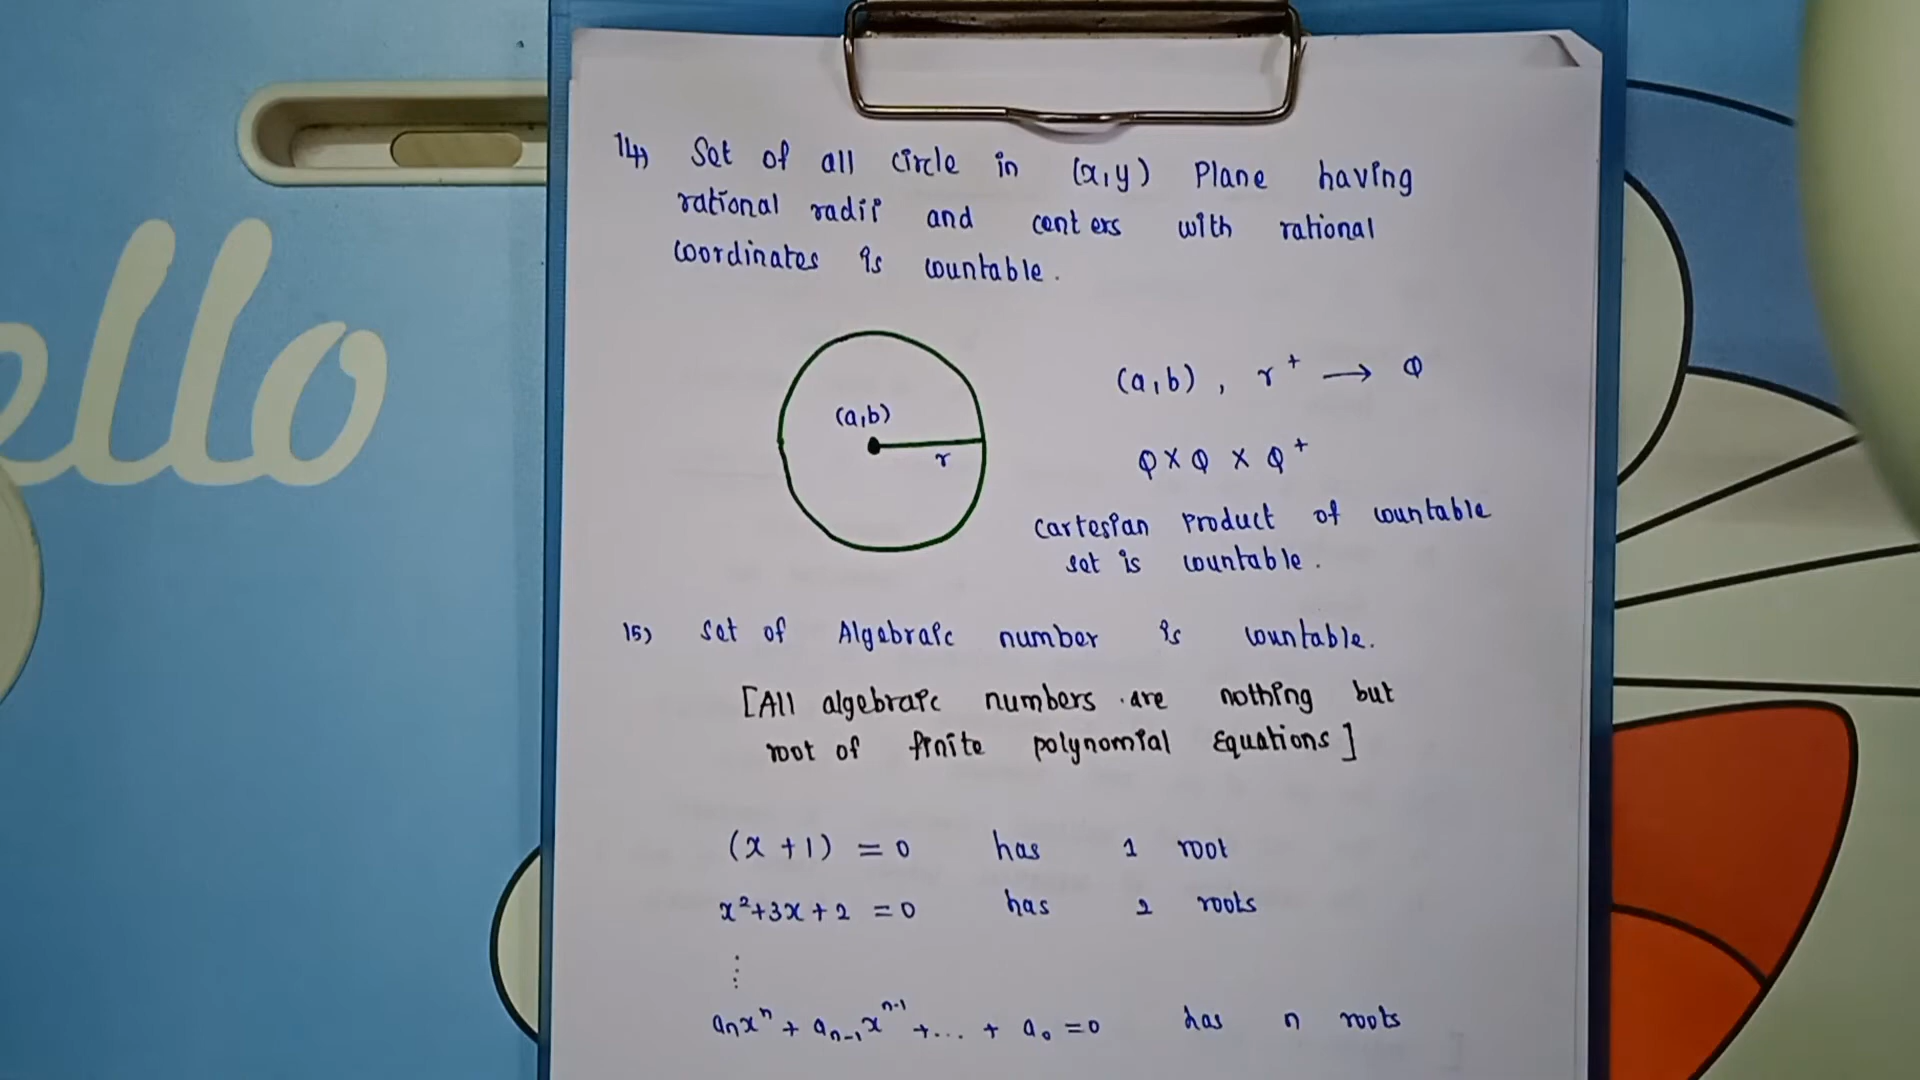 ello
14) Set of all circle in (x,y) Plane having
rational radii and centers with rational
coordinates is countable.
(a,b)
r
(a,b), r⁺ → Q
Q×Q × Q⁺
Cartesian product of countable
set is countable.
15) set of Algebraic number is countable.
[All algebraic numbers are nothing but
root of finite polynomial Equations]
(x+1) = 0 has 1 root
x²+3x+2 = 0 has 2 roots
⋮
aₙxⁿ + aₙ₋₁xⁿ⁻¹ +... + a₀ = 0 has n roots